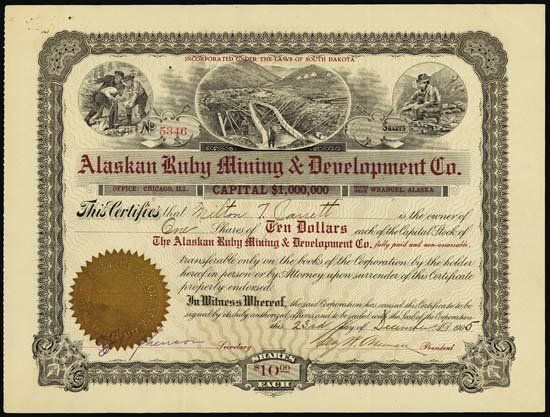 INCORPORATED UNDER THE LAWS OF SOUTH DAKOTA
No 5346
SHARES
Alaskan Ruby Mining & Development Co.
OFFICE: CHICAGO, ILL.
CAPITAL $1,000,000
WRANGEL, ALASKA
This Certifies that Milton T. Garrett is the owner of
One Shares of Ten Dollars each of the Capital Stock of
The Alaskan Ruby Mining & Development Co. fully paid and non-assessable,
transferable only on the books of the Corporation by the holder
hereof in person or by Attorney upon surrender of this Certificate
properly endorsed.
In Witness Whereof, the said Corporation has caused this Certificate to be
signed by its duly authorized officers and to be sealed with the Seal of the Corporation
this 23rd day of December A.D. 1905
Secretary
President
SHARES
$10.00
EACH